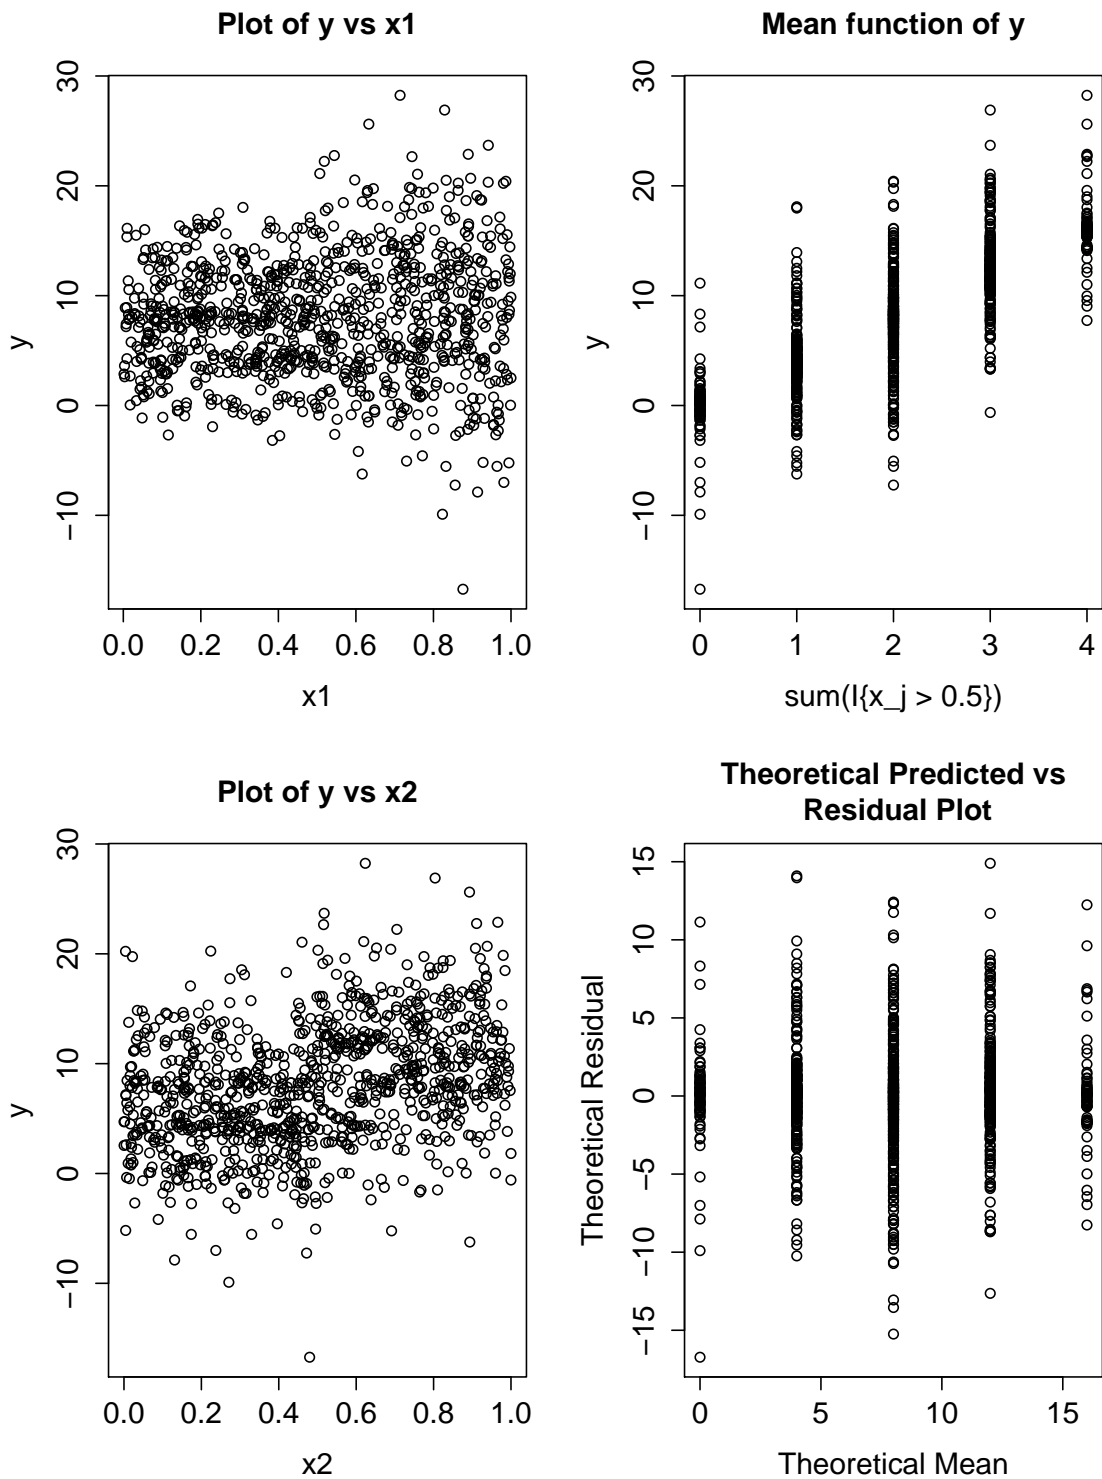 Plot of y vs x1
30
20
10
0
−10
y
0.0 0.2 0.4 0.6 0.8 1.0
x1
Mean function of y
30
20
10
0
−10
y
0 1 2 3 4
sum(I{x_j > 0.5})
Plot of y vs x2
30
20
10
0
−10
y
0.0 0.2 0.4 0.6 0.8 1.0
x2
Theoretical Predicted vs
Residual Plot
15
10
5
0
−5
−10
−15
Theoretical Residual
0 5 10 15
Theoretical Mean